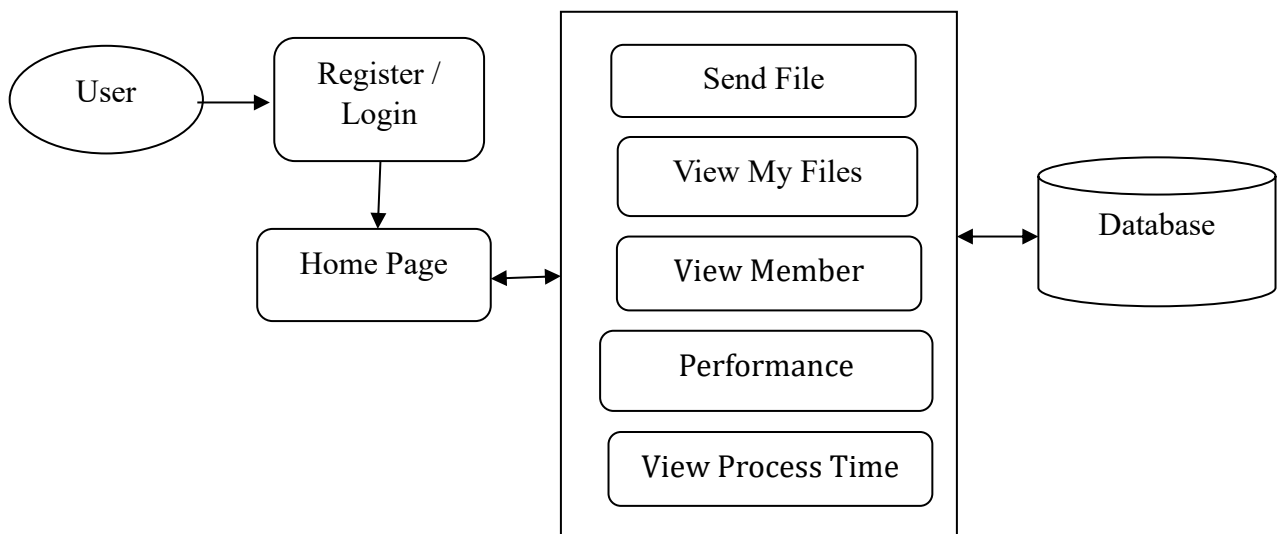 User
Register /
Login
Home Page
Send File
View My Files
View Member
Performance
View Process Time
Database